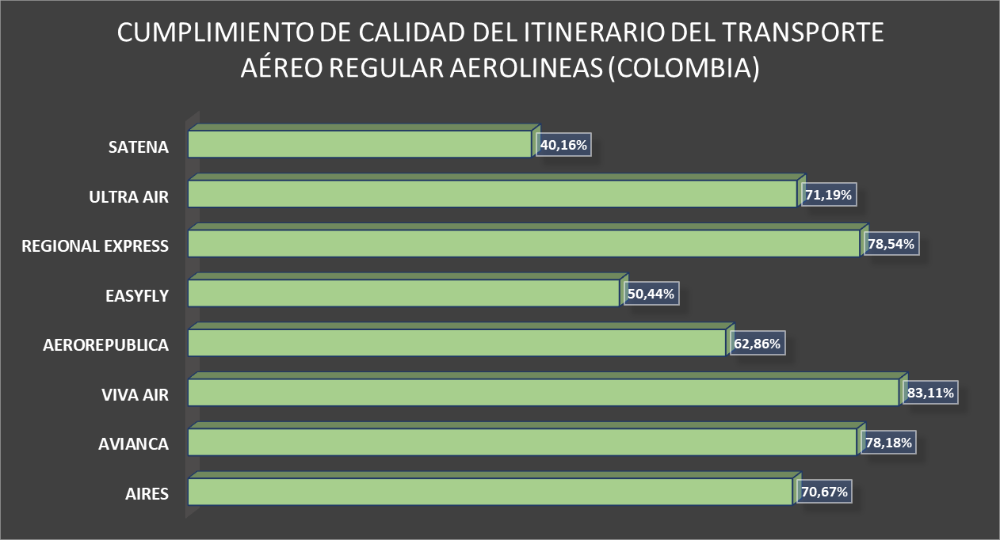 CUMPLIMIENTO DE CALIDAD DEL ITINERARIO DEL TRANSPORTE
AÉREO REGULAR AEROLINEAS (COLOMBIA)
SATENA 40,16%
ULTRA AIR 71,19%
REGIONAL EXPRESS 78,54%
EASYFLY 50,44%
AEROREPUBLICA 62,86%
VIVA AIR 83,11%
AVIANCA 78,18%
AIRES 70,67%